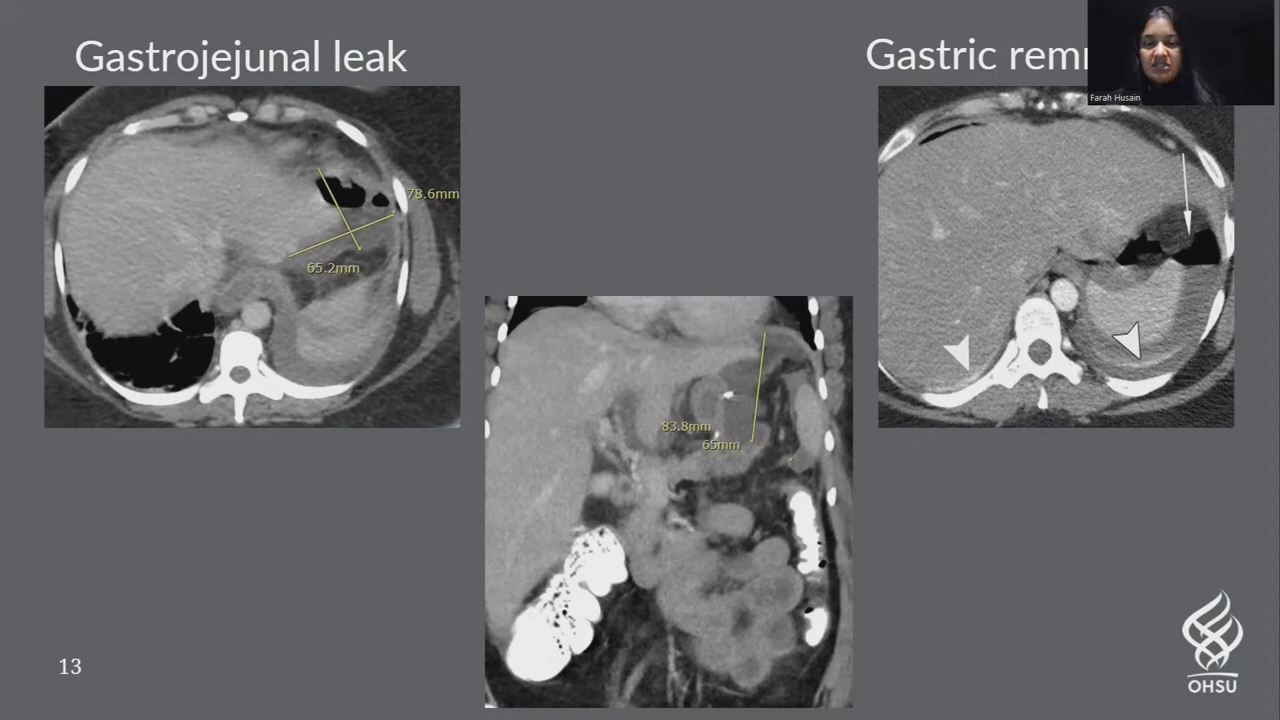 Gastrojejunal leak
Gastric rem
Farah Husain
78.6mm
65.2mm
83.8mm
65mm
13
OHSU